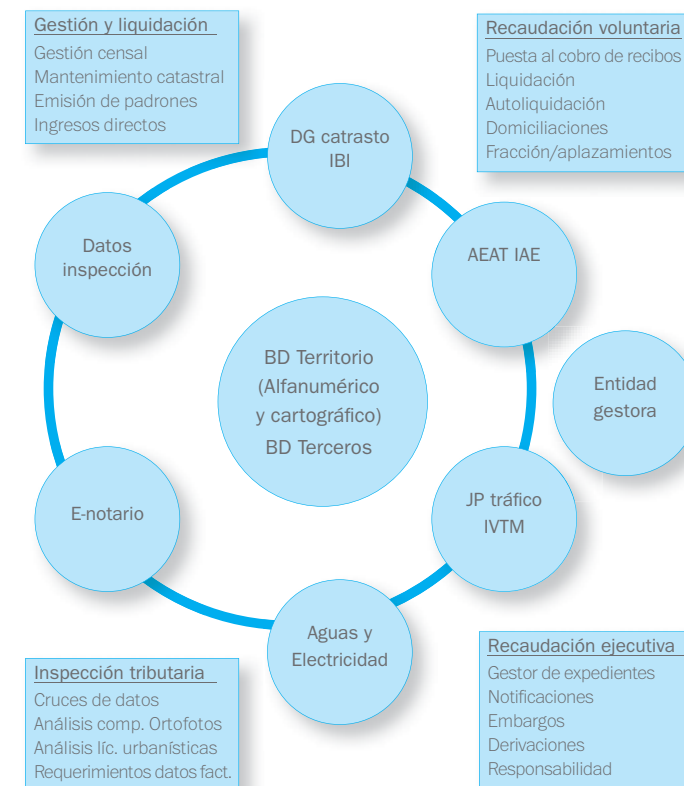 Gestión y liquidación
Gestión censal
Mantenimiento catastral
Emisión de padrones
Ingresos directos
Recaudación voluntaria
Puesta al cobro de recibos
Liquidación
Autoliquidación
Domiciliaciones
Fracción/aplazamientos
DG catrasto
IBI
Datos
inspección
AEAT IAE
BD Territorio
(Alfanumérico
y cartográfico)
BD Terceros
Entidad
gestora
E-notario
JP tráfico
IVTM
Aguas y
Electricidad
Inspección tributaria
Cruces de datos
Análisis comp. Ortofotos
Análisis líc. urbanísticas
Requerimientos datos fact.
Recaudación ejecutiva
Gestor de expedientes
Notificaciones
Embargos
Derivaciones
Responsabilidad